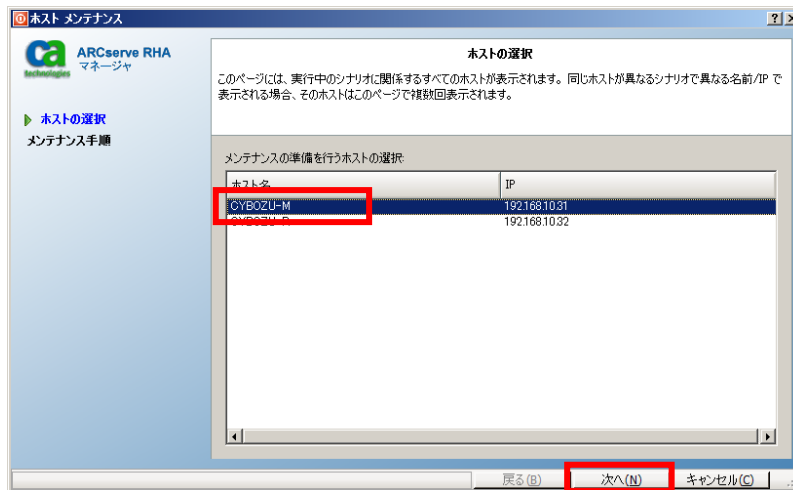 ホスト メンテナンス
ca
technologies
ARCserve RHA
マネージャ
ホストの選択
メンテナンス手順
ホストの選択
このページには、実行中のシナリオに関係するすべてのホストが表示されます。同じホストが異なるシナリオで異なる名前/IP で
表示される場合、そのホストはこのページで複数回表示されます。
メンテナンスの準備を行うホストの選択:
ホスト名 IP
CYBOZU-M 192.168.10.31
CYBOZU-R 192.168.10.32
戻る(B) 次へ(N) キャンセル(C)